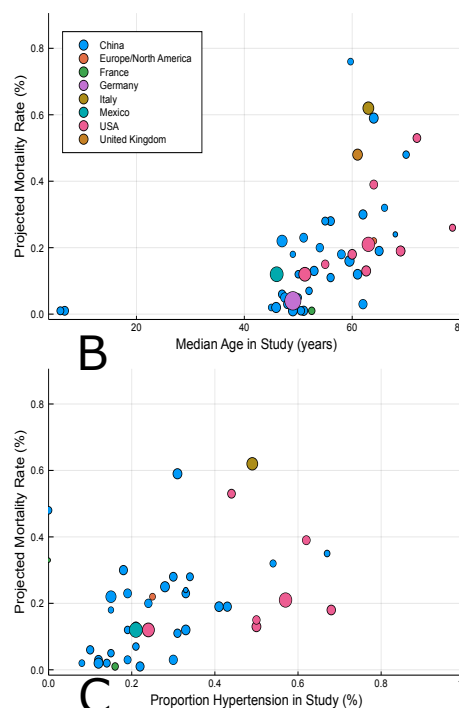 Projected Mortality Rate (%)
0.8
0.6
0.4
0.2
0.0
China
Europe/North America
France
Germany
Italy
Mexico
USA
United Kingdom
20 40 60 80
B
Median Age in Study (years)
Projected Mortality Rate (%)
0.8
0.6
0.4
0.2
0.0
0.0 0.2 0.4 0.6 0.8
C
Proportion Hypertension in Study (%)